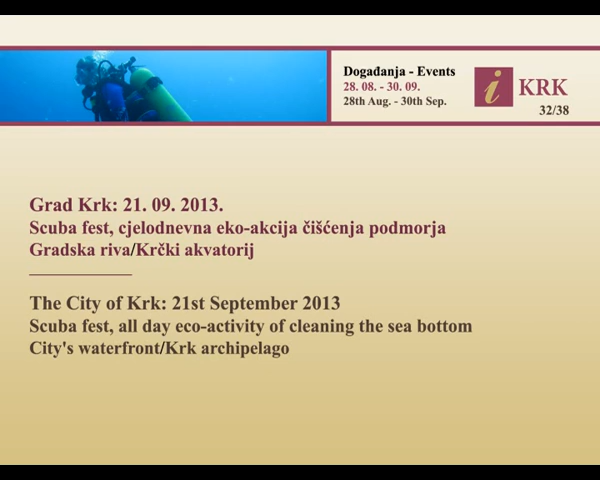 Događanja - Events
28. 08. - 30. 09.
28th Aug. - 30th Sep.
i KRK
32/38
Grad Krk: 21. 09. 2013.
Scuba fest, cjelodnevna eko-akcija čišćenja podmorja
Gradska riva/Krčki akvatorij
The City of Krk: 21st September 2013
Scuba fest, all day eco-activity of cleaning the sea bottom
City's waterfront/Krk archipelago